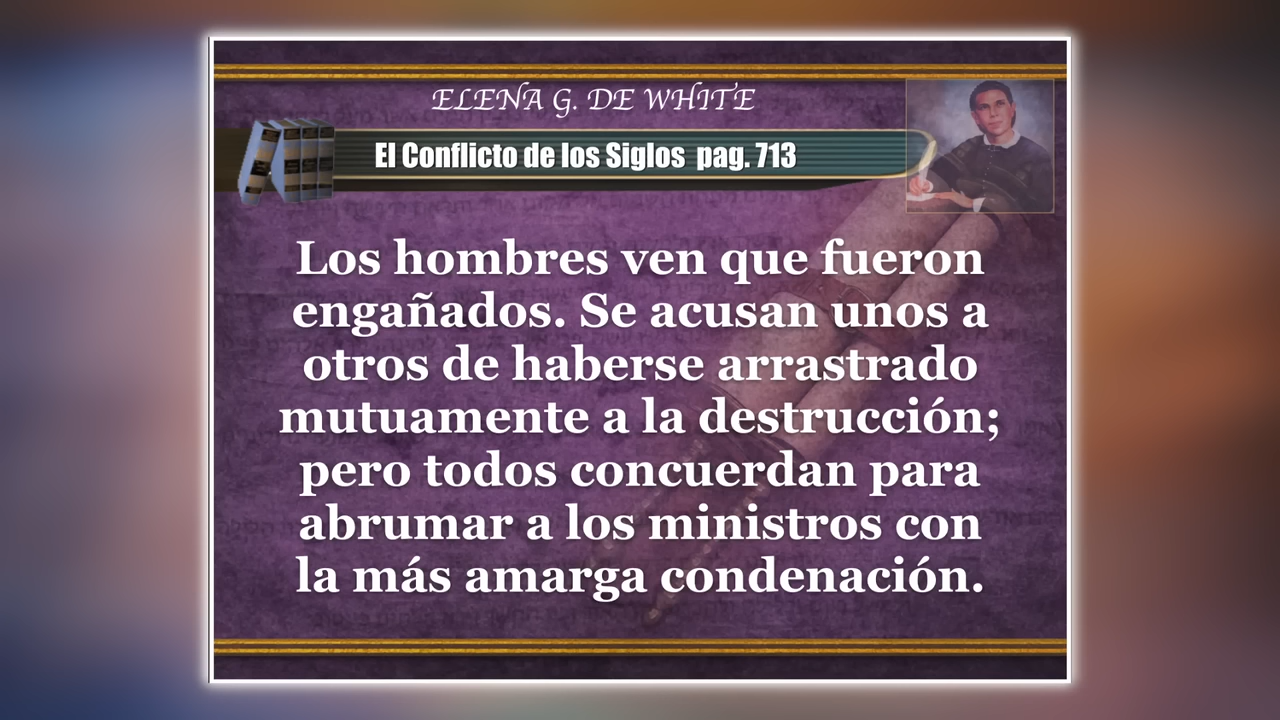 ELENA G. DE WHITE
El Conflicto de los Siglos pag. 713
Los hombres ven que fueron
engañados. Se acusan unos a
otros de haberse arrastrado
mutuamente a la destrucción;
pero todos concuerdan para
abrumar a los ministros con
la más amarga condenación.